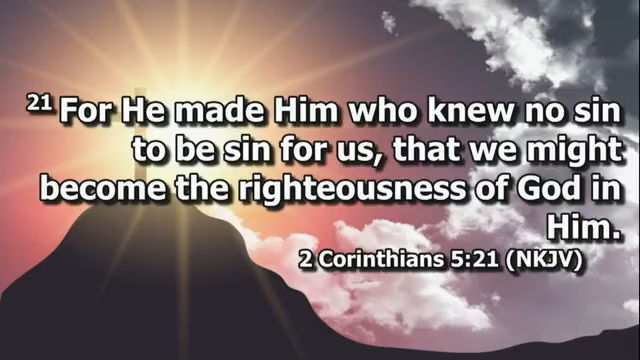 21 For He made Him who knew no sin
to be sin for us, that we might
become the righteousness of God in
Him.
2 Corinthians 5:21 (NKJV)